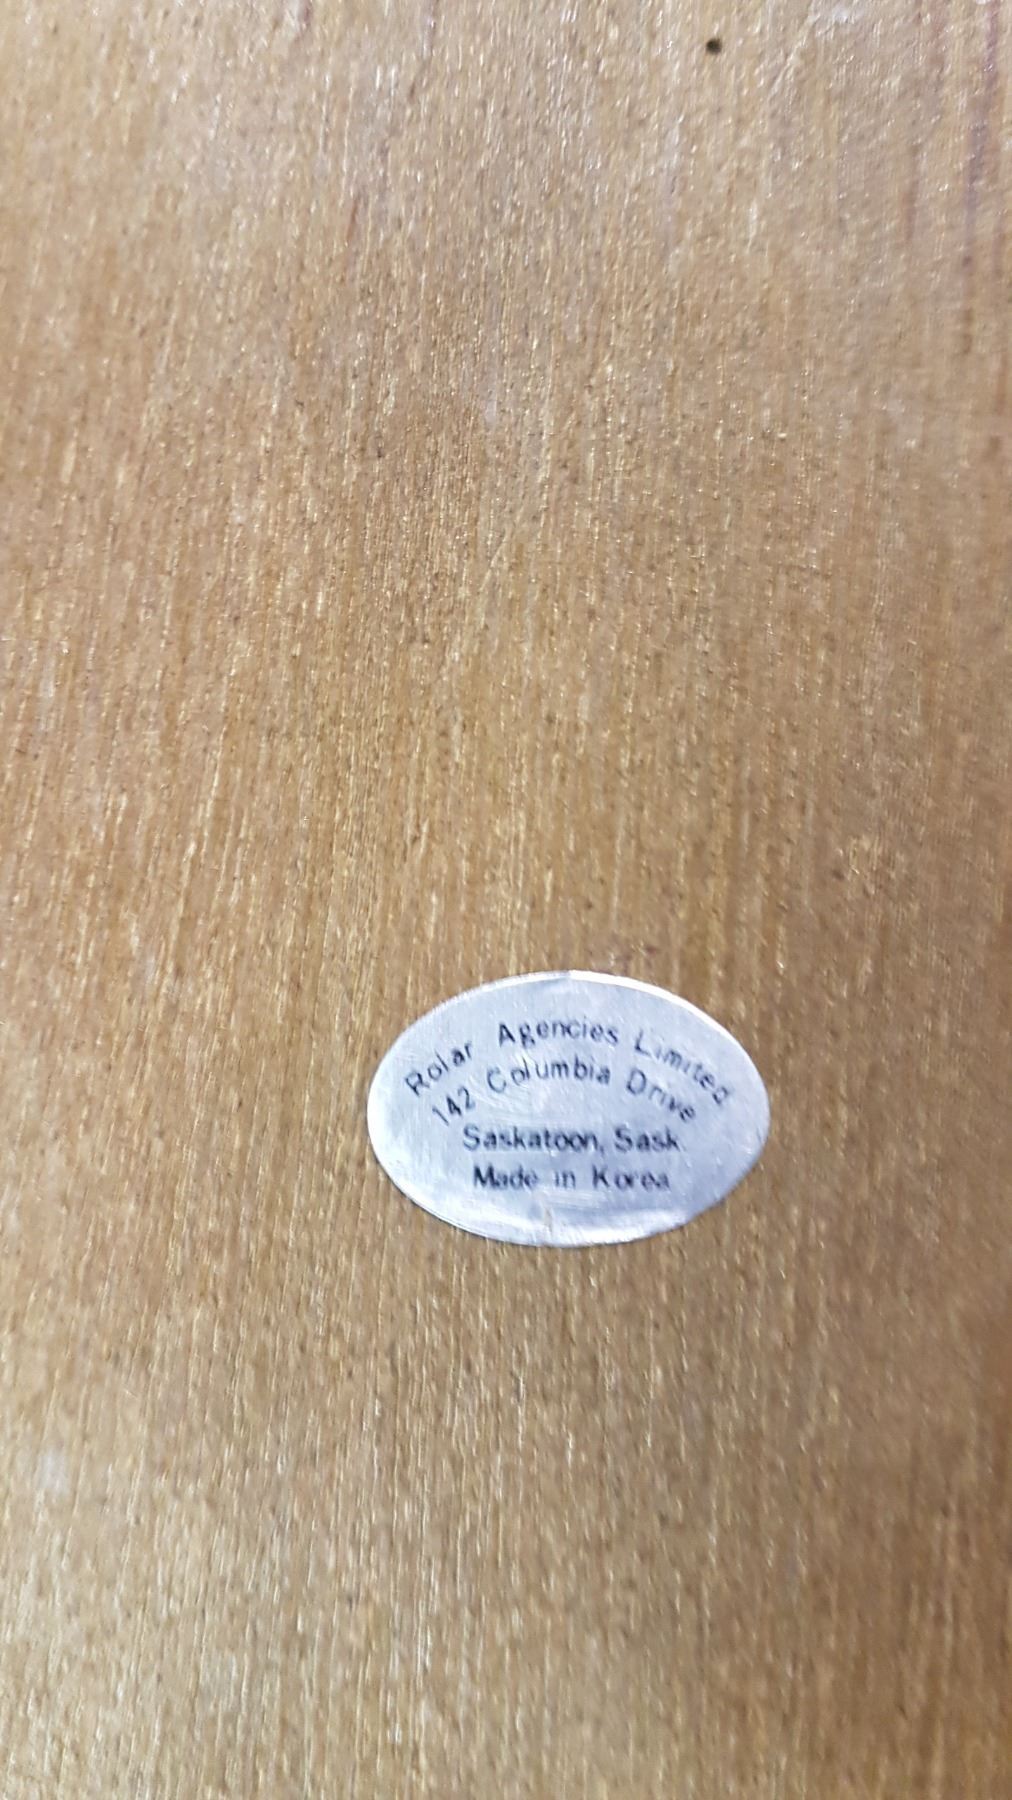 Rolar Agencies Limited
142 Columbia Drive
Saskatoon, Sask.
Made in Korea